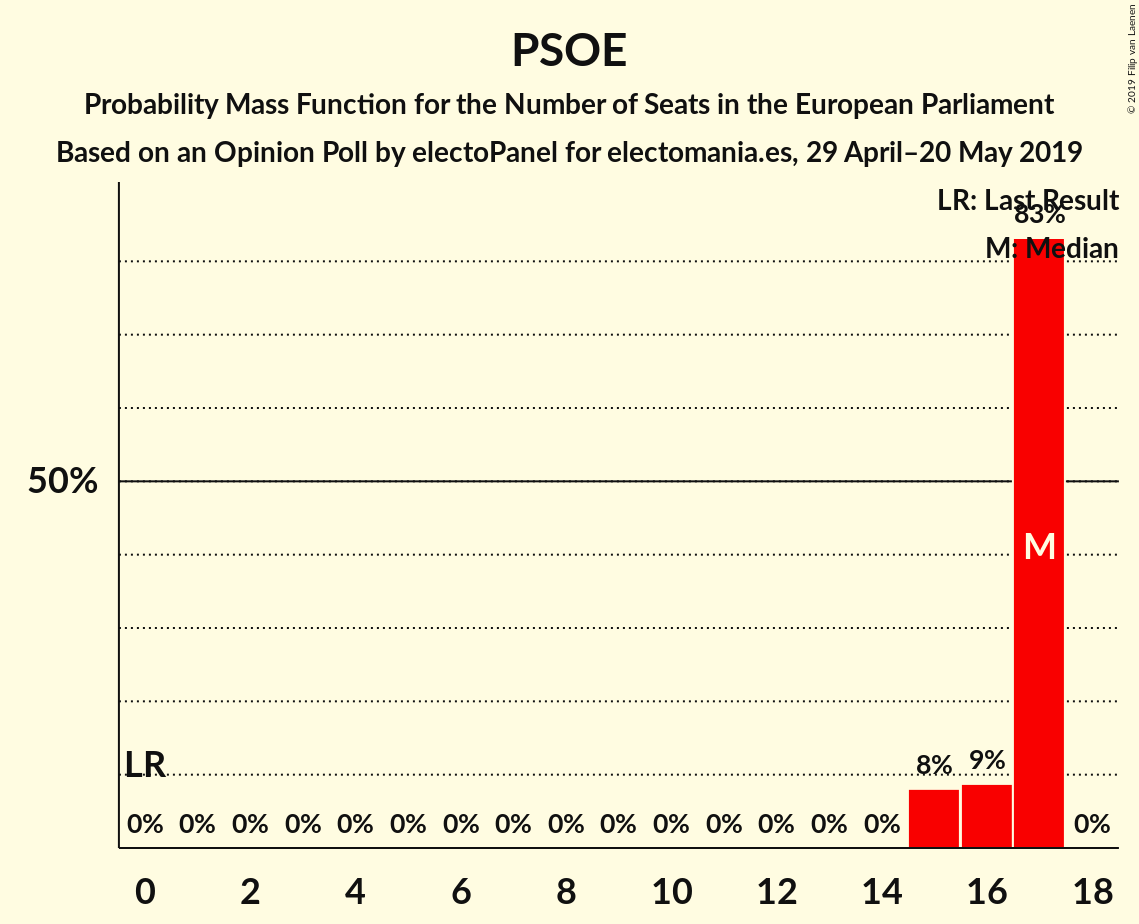 PSOE
Probability Mass Function for the Number of Seats in the European Parliament
Based on an Opinion Poll by electoPanel for electomania.es, 29 April–20 May 2019
© 2019 Filip van Laenen
LR: Last Result
83%
M: Median
50%
M
LR
8%
9%
0% 0% 0% 0% 0% 0% 0% 0% 0% 0% 0% 0% 0% 0% 0% 0%
0 2 4 6 8 10 12 14 16 18